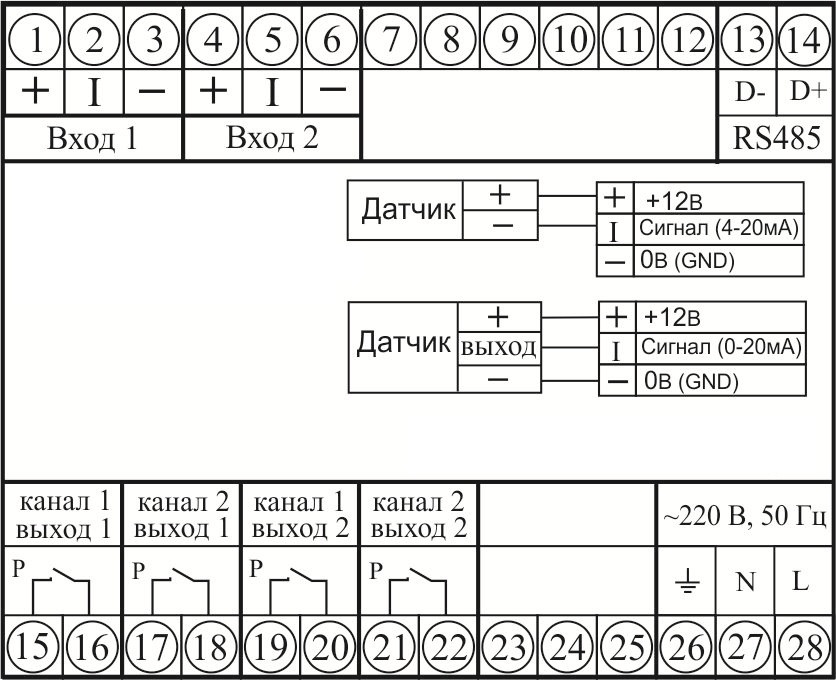 1 2 3 4 5 6 7 8 9 10 11 12 13 14
+ I − + I − D- D+
Вход 1 Вход 2 RS485
Датчик + + +12В
− I Сигнал (4-20мА)
− 0В (GND)
Датчик + + +12В
выход I Сигнал (0-20мА)
− − 0В (GND)
канал 1 канал 2 канал 1 канал 2
выход 1 выход 1 выход 2 выход 2
~220 В, 50 Гц
P P P P N L
15 16 17 18 19 20 21 22 23 24 25 26 27 28